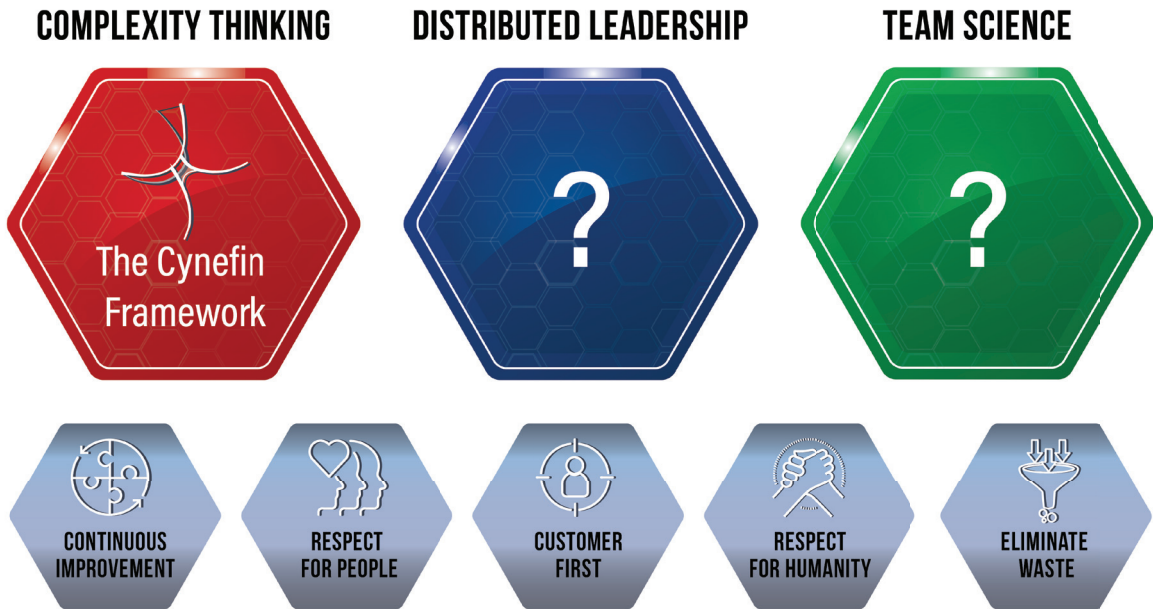 COMPLEXITY THINKING
DISTRIBUTED LEADERSHIP
TEAM SCIENCE
The Cynefin
Framework
?
?
CONTINUOUS
IMPROVEMENT
RESPECT
FOR PEOPLE
CUSTOMER
FIRST
RESPECT
FOR HUMANITY
ELIMINATE
WASTE